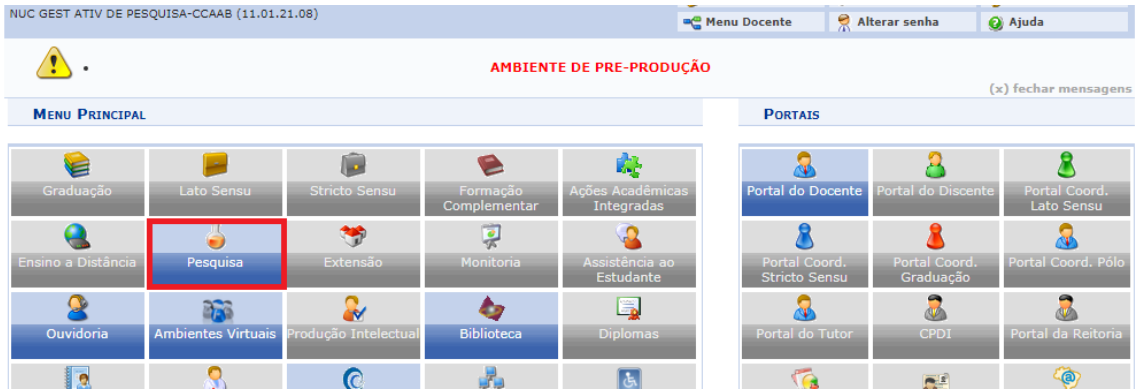 NUC GEST ATIV DE PESQUISA-CCAAB (11.01.21.08)
Menu Docente
Alterar senha
Ajuda
AMBIENTE DE PRE-PRODUÇÃO
(x) fechar mensagens
MENU PRINCIPAL
PORTAIS
Graduação
Lato Sensu
Stricto Sensu
Formação
Complementar
Ações Acadêmicas
Integradas
Portal do Docente
Portal do Discente
Portal Coord.
Lato Sensu
Ensino a Distância
Pesquisa
Extensão
Monitoria
Assistência ao
Estudante
Portal Coord.
Stricto Sensu
Portal Coord.
Graduação
Portal Coord. Pólo
Ouvidoria
Ambientes Virtuais
Produção Intelectual
Biblioteca
Diplomas
Portal do Tutor
CPDI
Portal da Reitoria